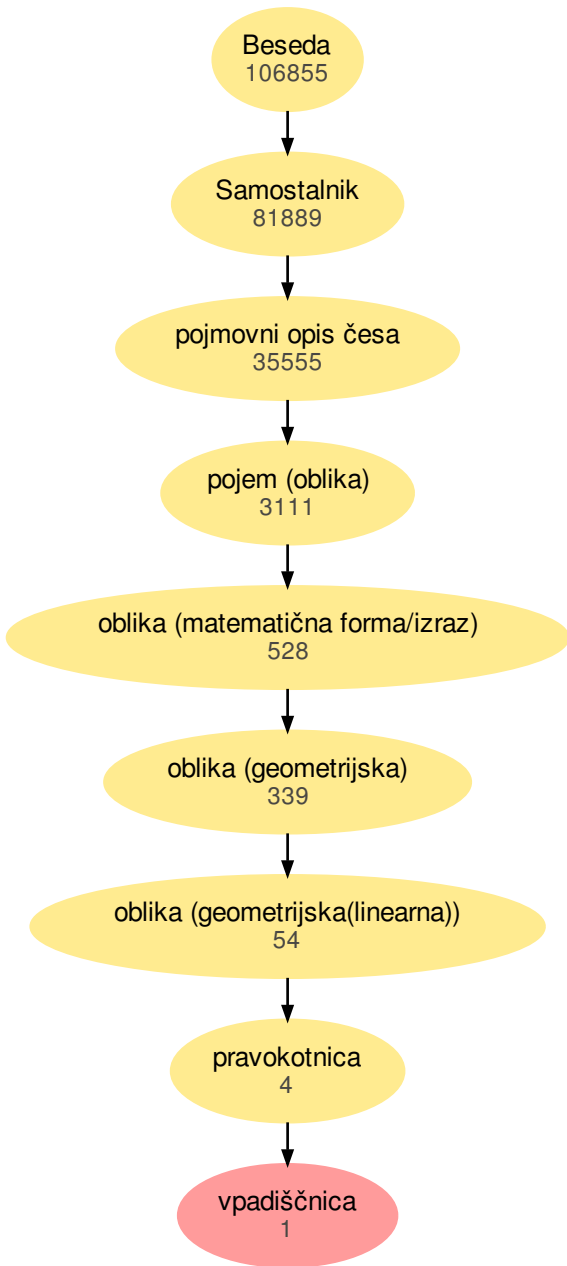 Beseda
106855
Samostalnik
81889
pojmovni opis česa
35555
pojem (oblika)
3111
oblika (matematična forma/izraz)
528
oblika (geometrijska)
339
oblika (geometrijska(linearna))
54
pravokotnica
4
vpadiščnica
1